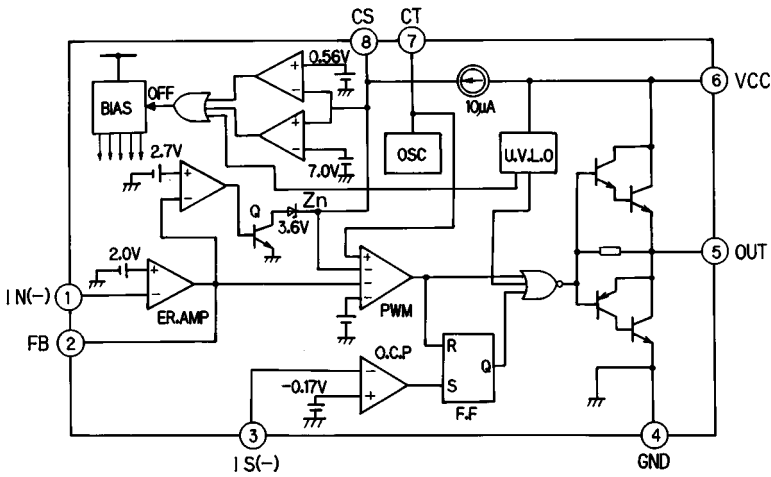 CS CT
8 7
0.56V
+
−
OFF
BIAS
10μA
6 VCC
+
−
7.0V
OSC
U.V.L.O
2.7V
+
−
Q
Zn
3.6V
5 OUT
2.0V
+
−
IN(−) 1
ER.AMP
+
−
−
−
PWM
FB 2
O.C.P
R
Q
S
F.F
−
+
−0.17V
3
IS(−)
4
GND